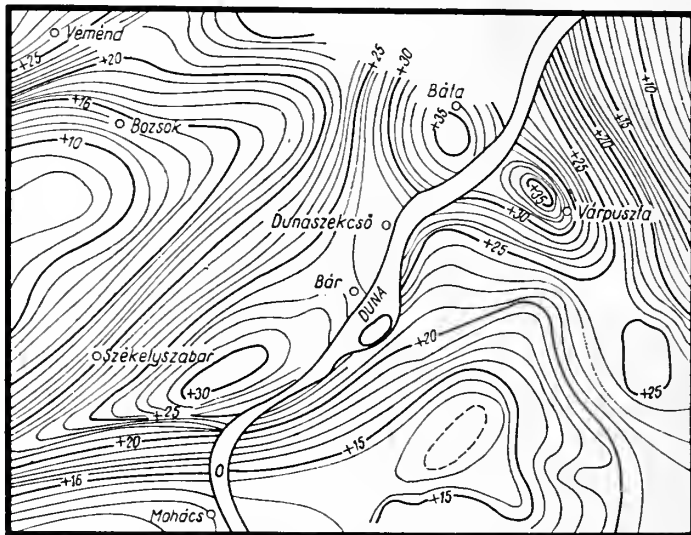 Véménd
+25
+20
+25
+30
+10
+15
+20
+16
Bozsok
Báta
+35
+25
+10
+35
+30
Várpuszta
Dunaszekcső
+25
Bár
DUNA
+20
Székelyszabar
+30
+25
+25
+20
+15
+16
0
+15
Mohács